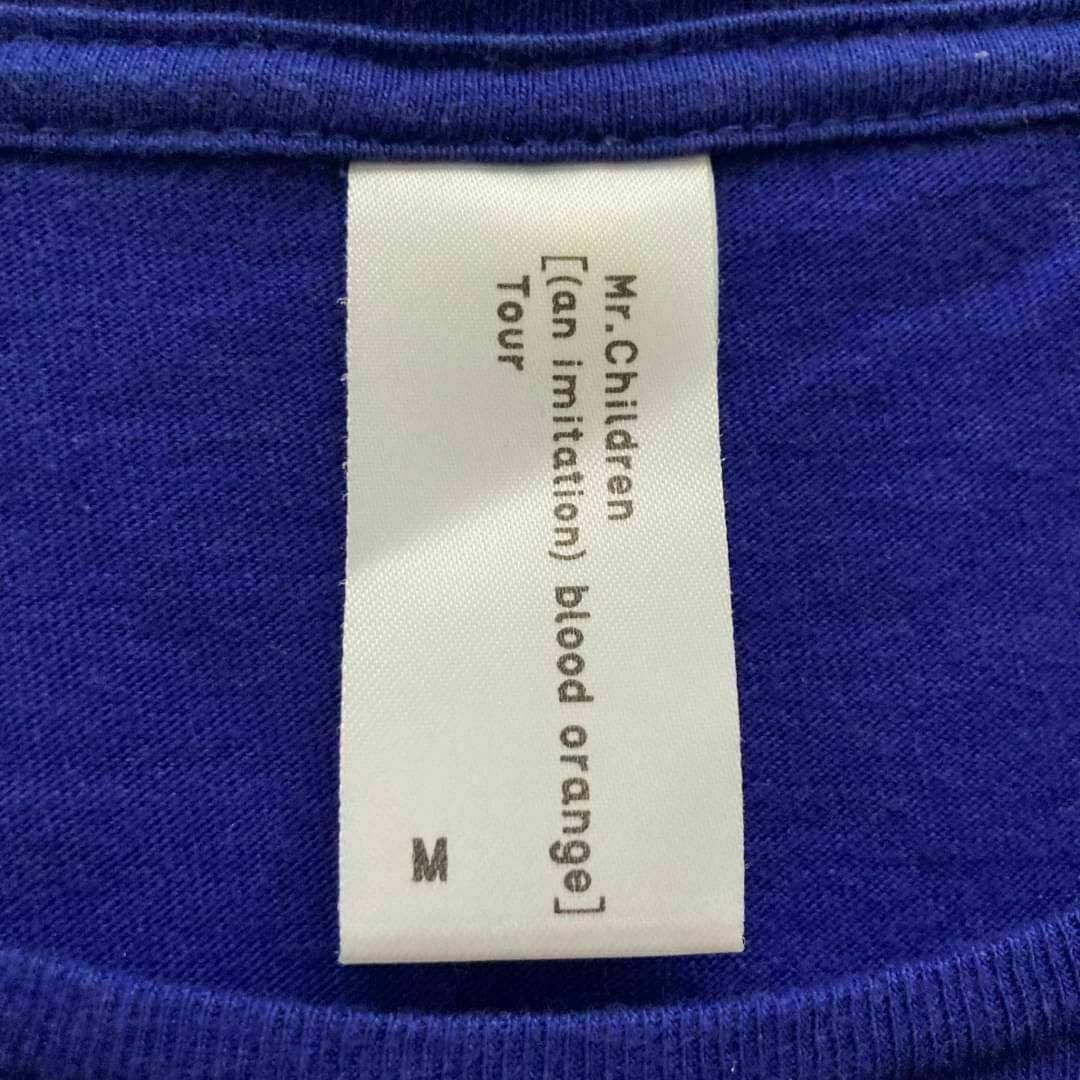 Mr.Children
[(an imitation) blood orange]
Tour
M